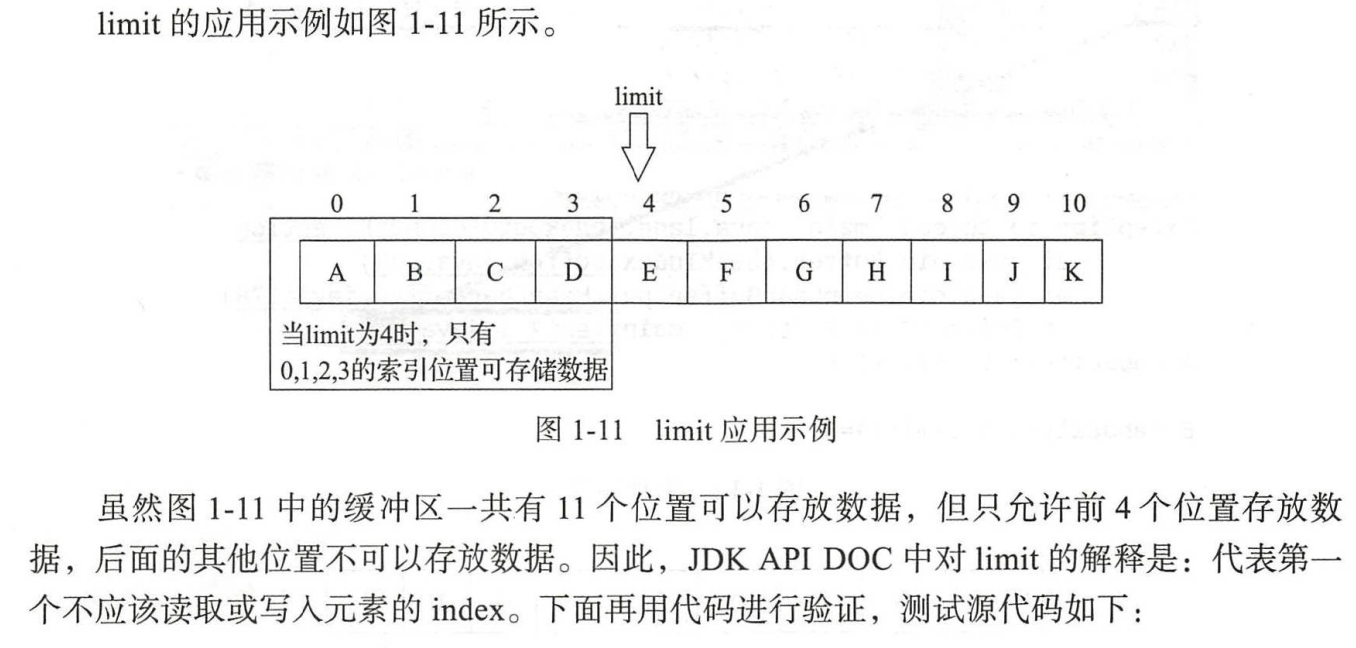 limit 的应用示例如图 1-11 所示。
limit
0 1 2 3 4 5 6 7 8 9 10
A B C D E F G H I J K
当limit为4时，只有
0,1,2,3的索引位置可存储数据
图 1-11 limit 应用示例
虽然图 1-11 中的缓冲区一共有 11 个位置可以存放数据，但只允许前 4 个位置存放数
据，后面的其他位置不可以存放数据。因此，JDK API DOC 中对 limit 的解释是：代表第一
个不应该读取或写入元素的 index。下面再用代码进行验证，测试源代码如下：